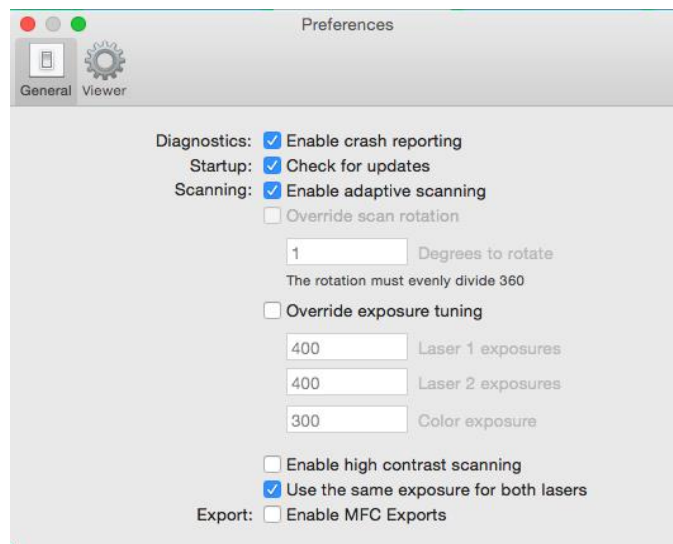 Preferences
General Viewer
Diagnostics: Enable crash reporting
Startup: Check for updates
Scanning: Enable adaptive scanning
Override scan rotation
1 Degrees to rotate
The rotation must evenly divide 360
Override exposure tuning
400 Laser 1 exposures
400 Laser 2 exposures
300 Color exposure
Enable high contrast scanning
Use the same exposure for both lasers
Export: Enable MFC Exports